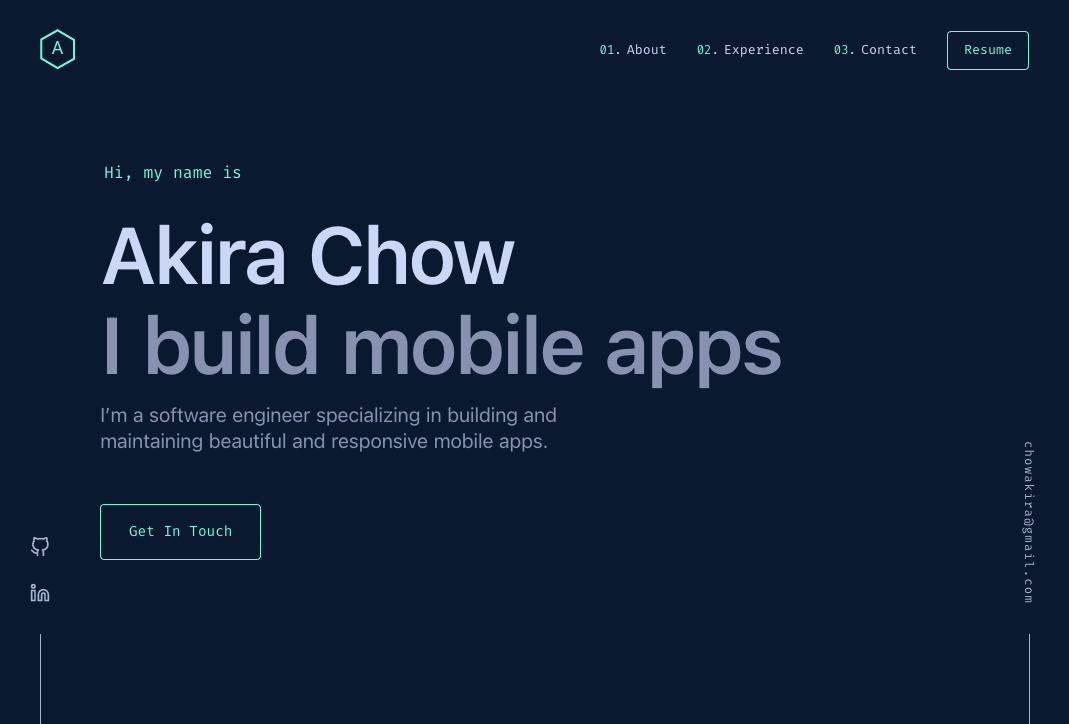 A
01. About
02. Experience
03. Contact
Resume
Hi, my name is
Akira Chow
I build mobile apps
I’m a software engineer specializing in building and
maintaining beautiful and responsive mobile apps.
Get In Touch
in
chowakira@gmail.com